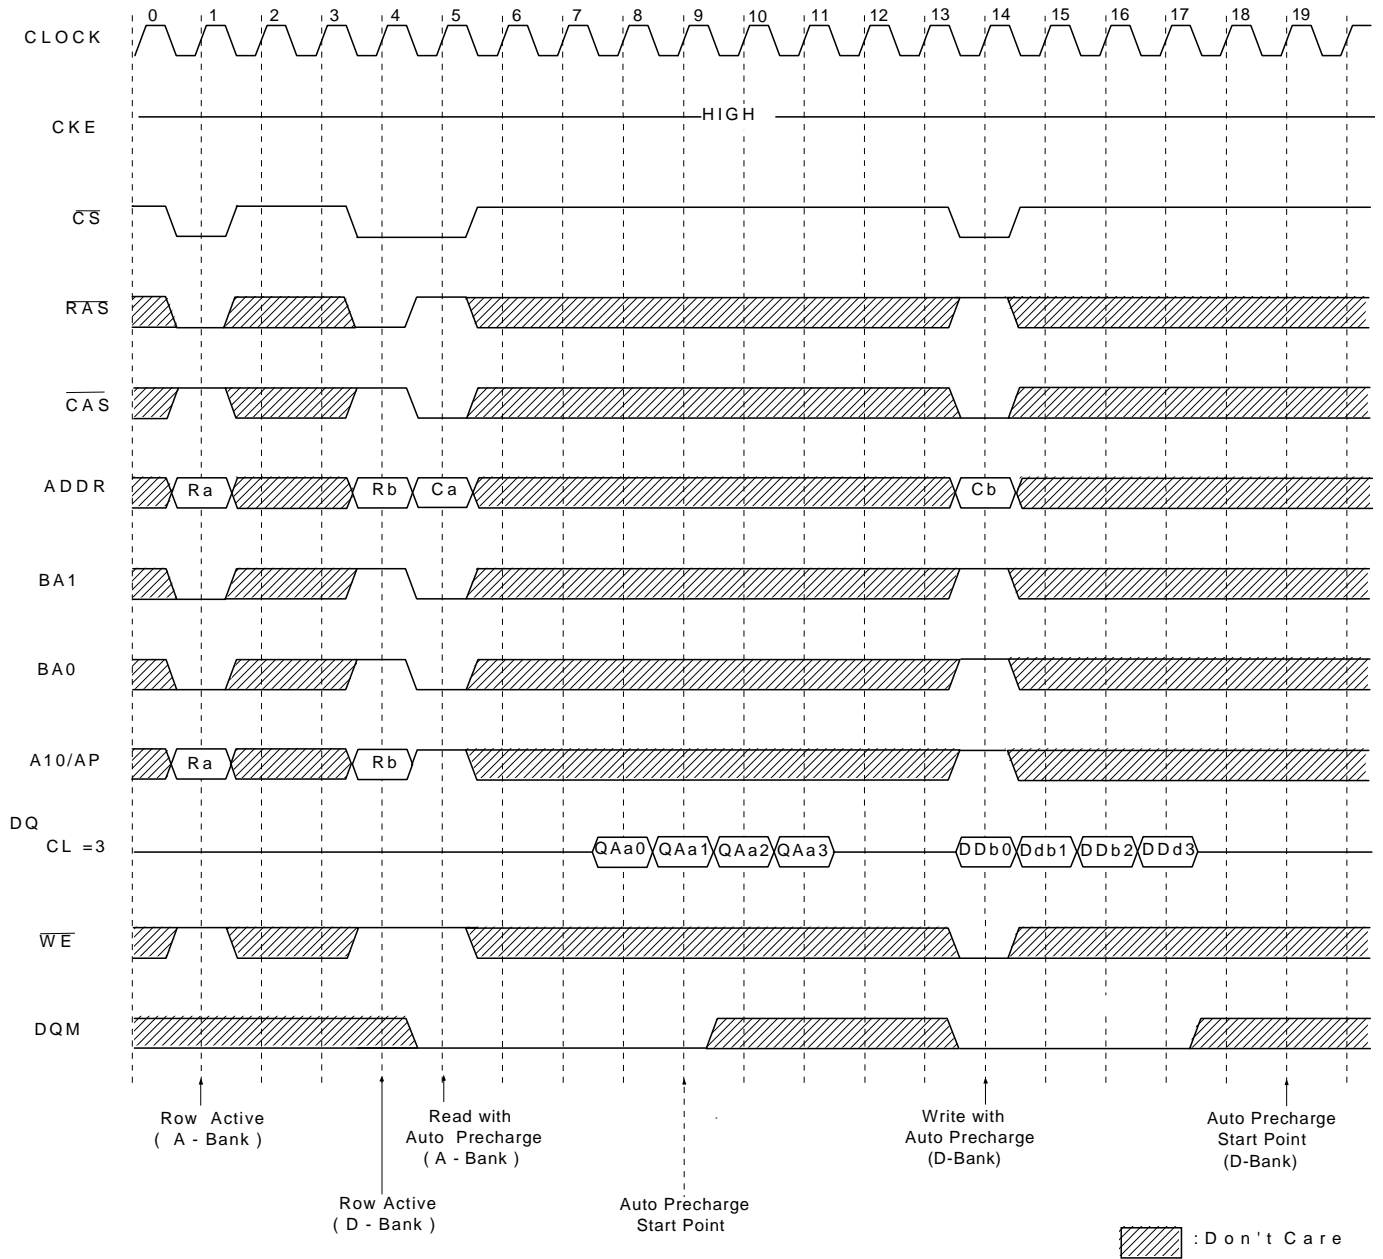 0 1 2 3 4 5 6 7 8 9 10 11 12 13 14 15 16 17 18 19
CLOCK
HIGH
CKE
CS
RAS
CAS
ADDR Ra Rb Ca Cb
BA1
BA0
A10/AP Ra Rb
DQ
CL =3 QAa0 QAa1 QAa2 QAa3 DDb0 Ddb1 DDb2 DDd3
WE
DQM
Row Active
( A - Bank )
Read with
Auto Precharge
( A - Bank )
Write with
Auto Precharge
(D-Bank)
Auto Precharge
Start Point
(D-Bank)
Row Active
( D - Bank )
Auto Precharge
Start Point
: Don't Care